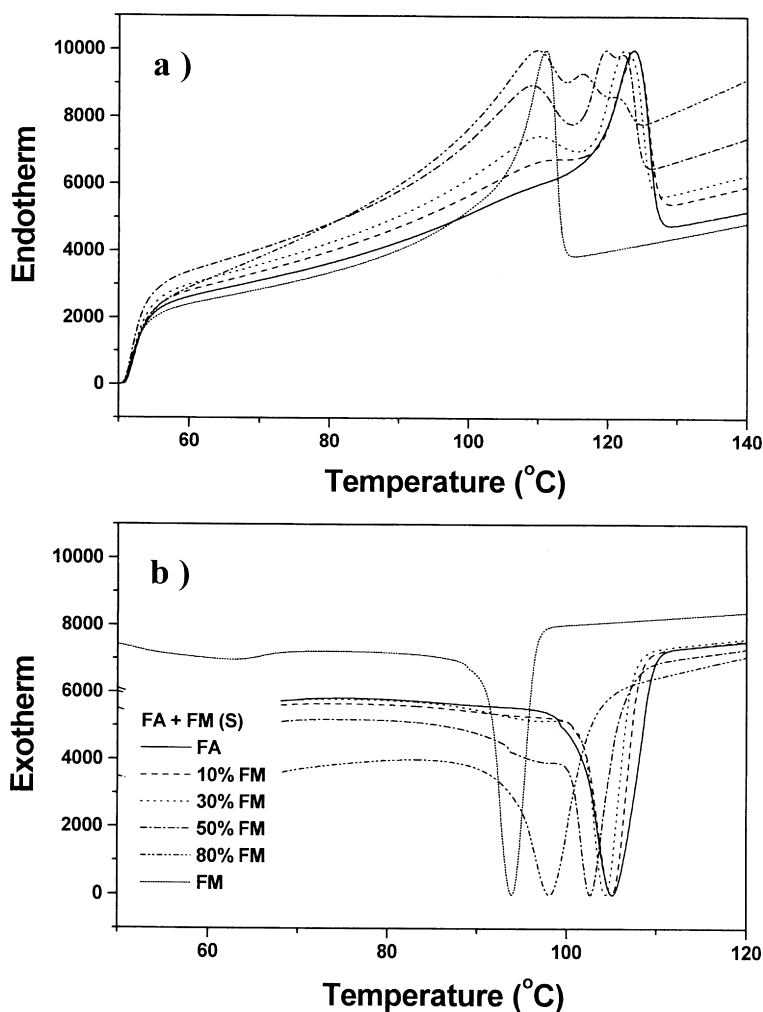 a )
10000
8000
6000
4000
2000
0
Endotherm
60 80 100 120 140
Temperature (°C)
b )
10000
8000
6000
4000
2000
0
Exotherm
FA + FM (S)
FA
10% FM
30% FM
50% FM
80% FM
FM
60 80 100 120
Temperature (°C)